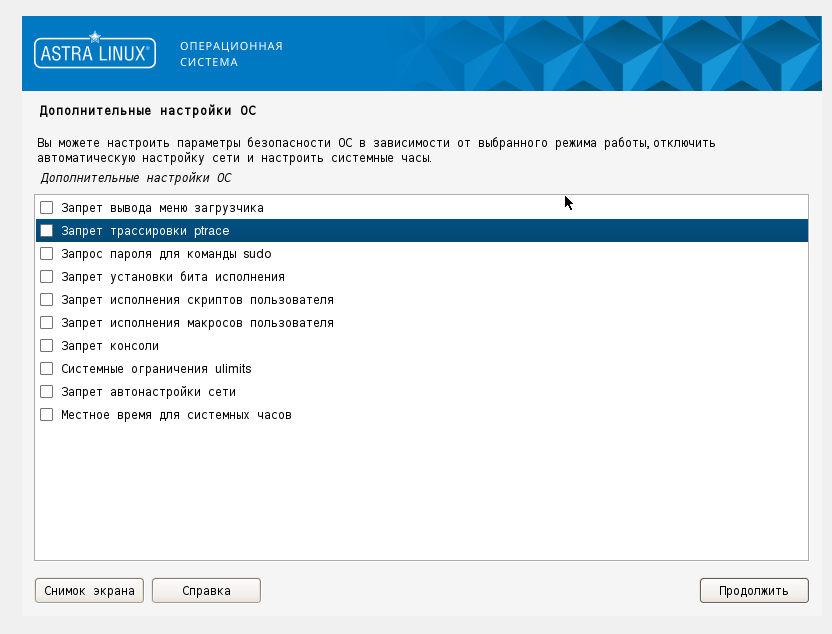 ASTRA LINUX®
ОПЕРАЦИОННАЯ
СИСТЕМА
Дополнительные настройки ОС
Вы можете настроить параметры безопасности ОС в зависимости от выбранного режима работы, отключить
автоматическую настройку сети и настроить системные часы.
Дополнительные настройки ОС
Запрет вывода меню загрузчика
Запрет трассировки ptrace
Запрос пароля для команды sudo
Запрет установки бита исполнения
Запрет исполнения скриптов пользователя
Запрет исполнения макросов пользователя
Запрет консоли
Системные ограничения ulimits
Запрет автонастройки сети
Местное время для системных часов
Снимок экрана
Справка
Продолжить